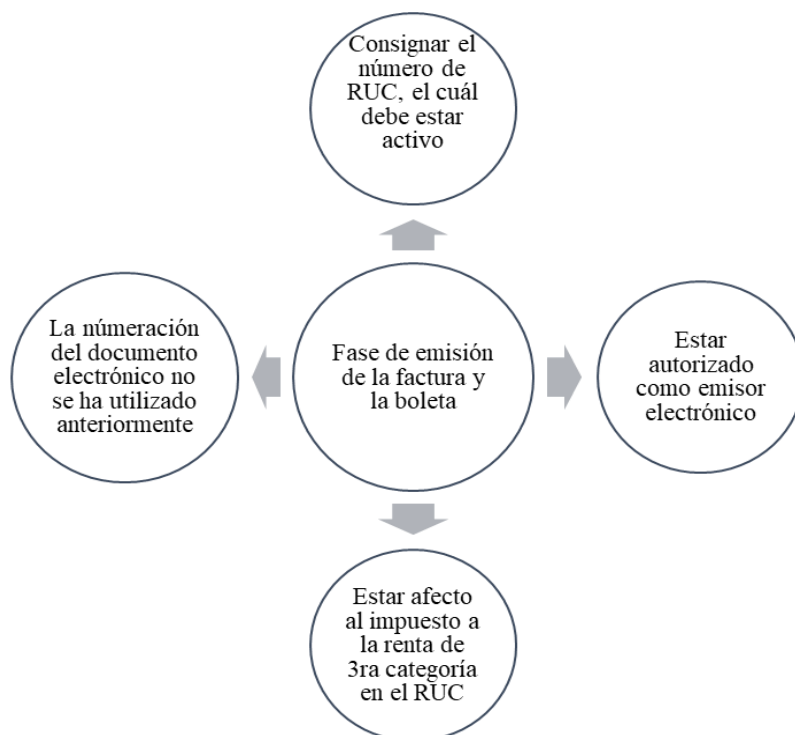 Consignar el
número de
RUC, el cuál
debe estar
activo
La númeración
del documento
electrónico no
se ha utilizado
anteriormente
Fase de emisión
de la factura y
la boleta
Estar
autorizado
como emisor
electrónico
Estar afecto
al impuesto a
la renta de
3ra categoría
en el RUC